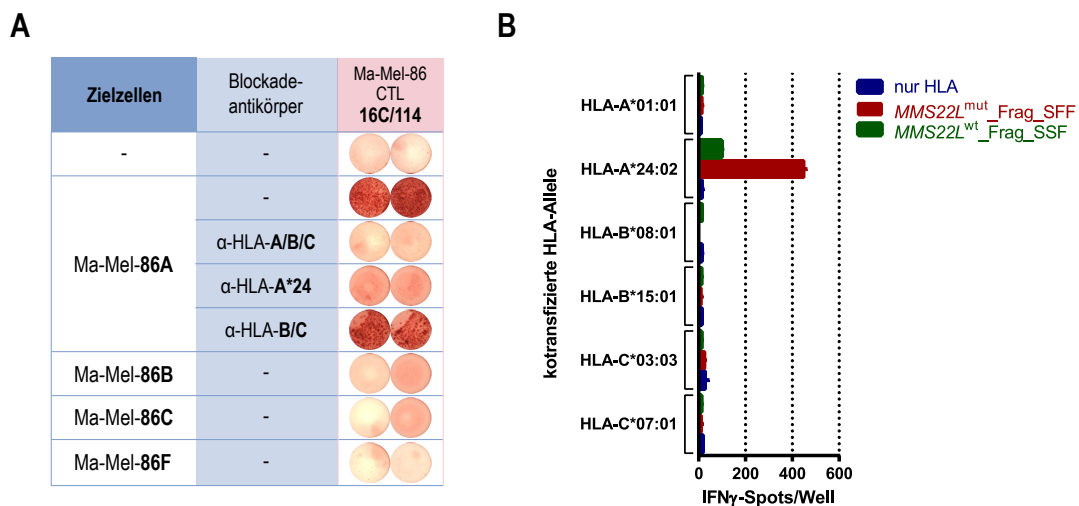 A
Zielzellen
Blockade-
antikörper
Ma-Mel-86
CTL
16C/114
-
-
Ma-Mel-86A
-
α-HLA-A/B/C
α-HLA-A*24
α-HLA-B/C
Ma-Mel-86B
-
Ma-Mel-86C
-
Ma-Mel-86F
-
B
kotransfizierte HLA-Allele
HLA-A*01:01
HLA-A*24:02
HLA-B*08:01
HLA-B*15:01
HLA-C*03:03
HLA-C*07:01
0
200
400
600
IFNγ-Spots/Well
nur HLA
MMS22Lmut_Frag_SFF
MMS22Lwt_Frag_SSF